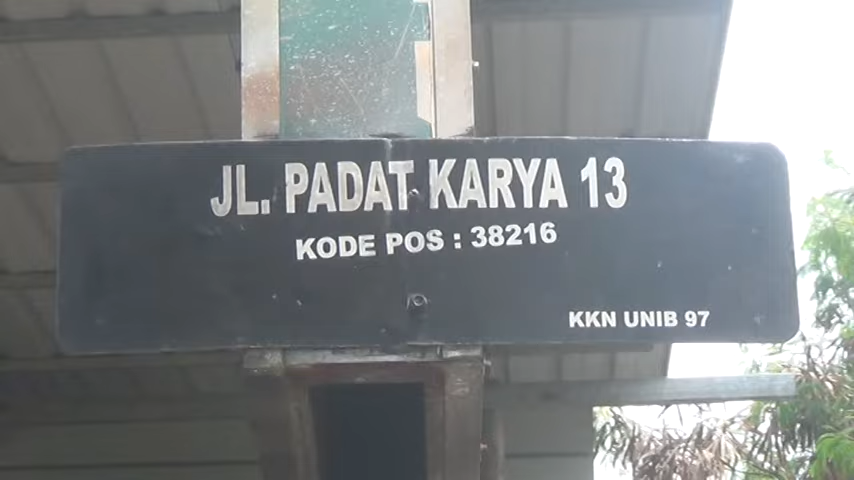 JL. PADAT KARYA 13
KODE POS : 38216
KKN UNIB 97